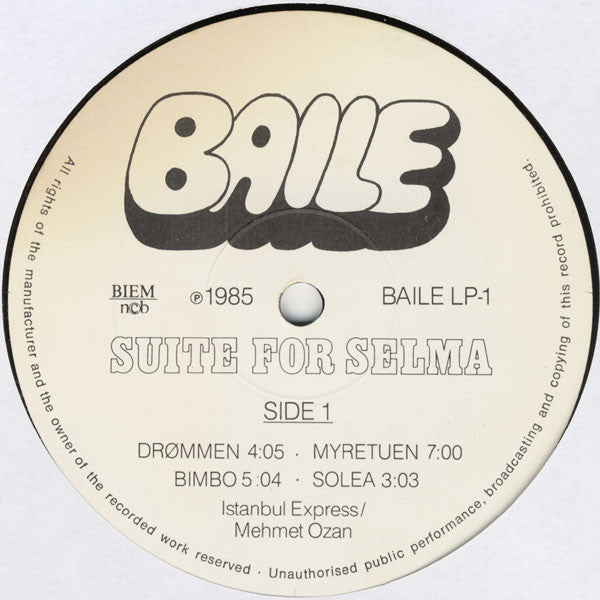 BAILE
BIEM
n©b
℗ 1985
BAILE LP-1
SUITE FOR SELMA
SIDE 1
DRØMMEN 4:05 · MYRETUEN 7:00
BIMBO 5:04 · SOLEA 3:03
Istanbul Express/
Mehmet Ozan
All rights of the manufacturer and the owner of the recorded work reserved · Unauthorised public performance, broadcasting and copying of this record prohibited.